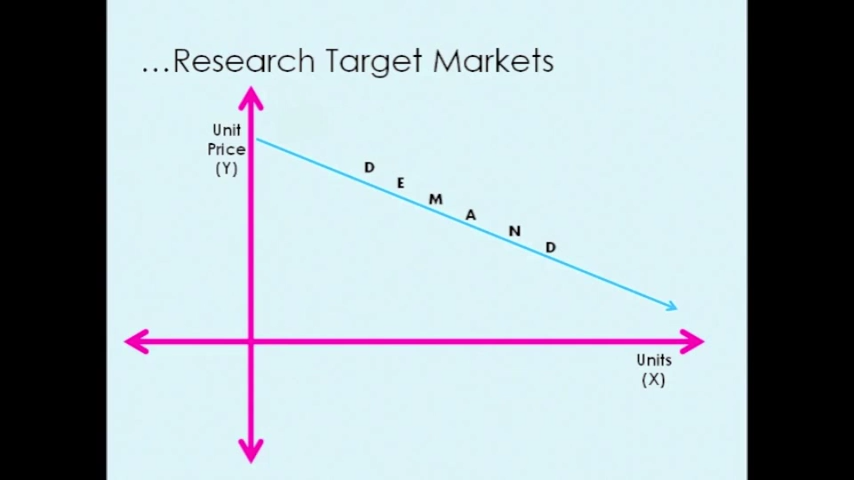 …Research Target Markets
Unit
Price
(Y)
D E M A N D
Units
(X)